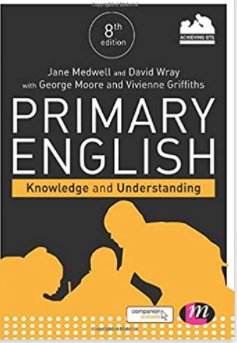 8th
edition
ACHIEVING QTS
Jane Medwell and David Wray
with George Moore and Vivienne Griffiths
PRIMARY
ENGLISH
Knowledge and Understanding
companion
website
m